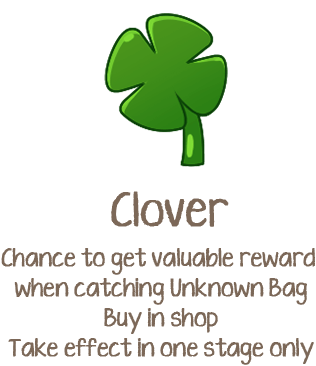 Clover
Chance to get valuable reward
when catching Unknown Bag
Buy in shop
Take effect in one stage only